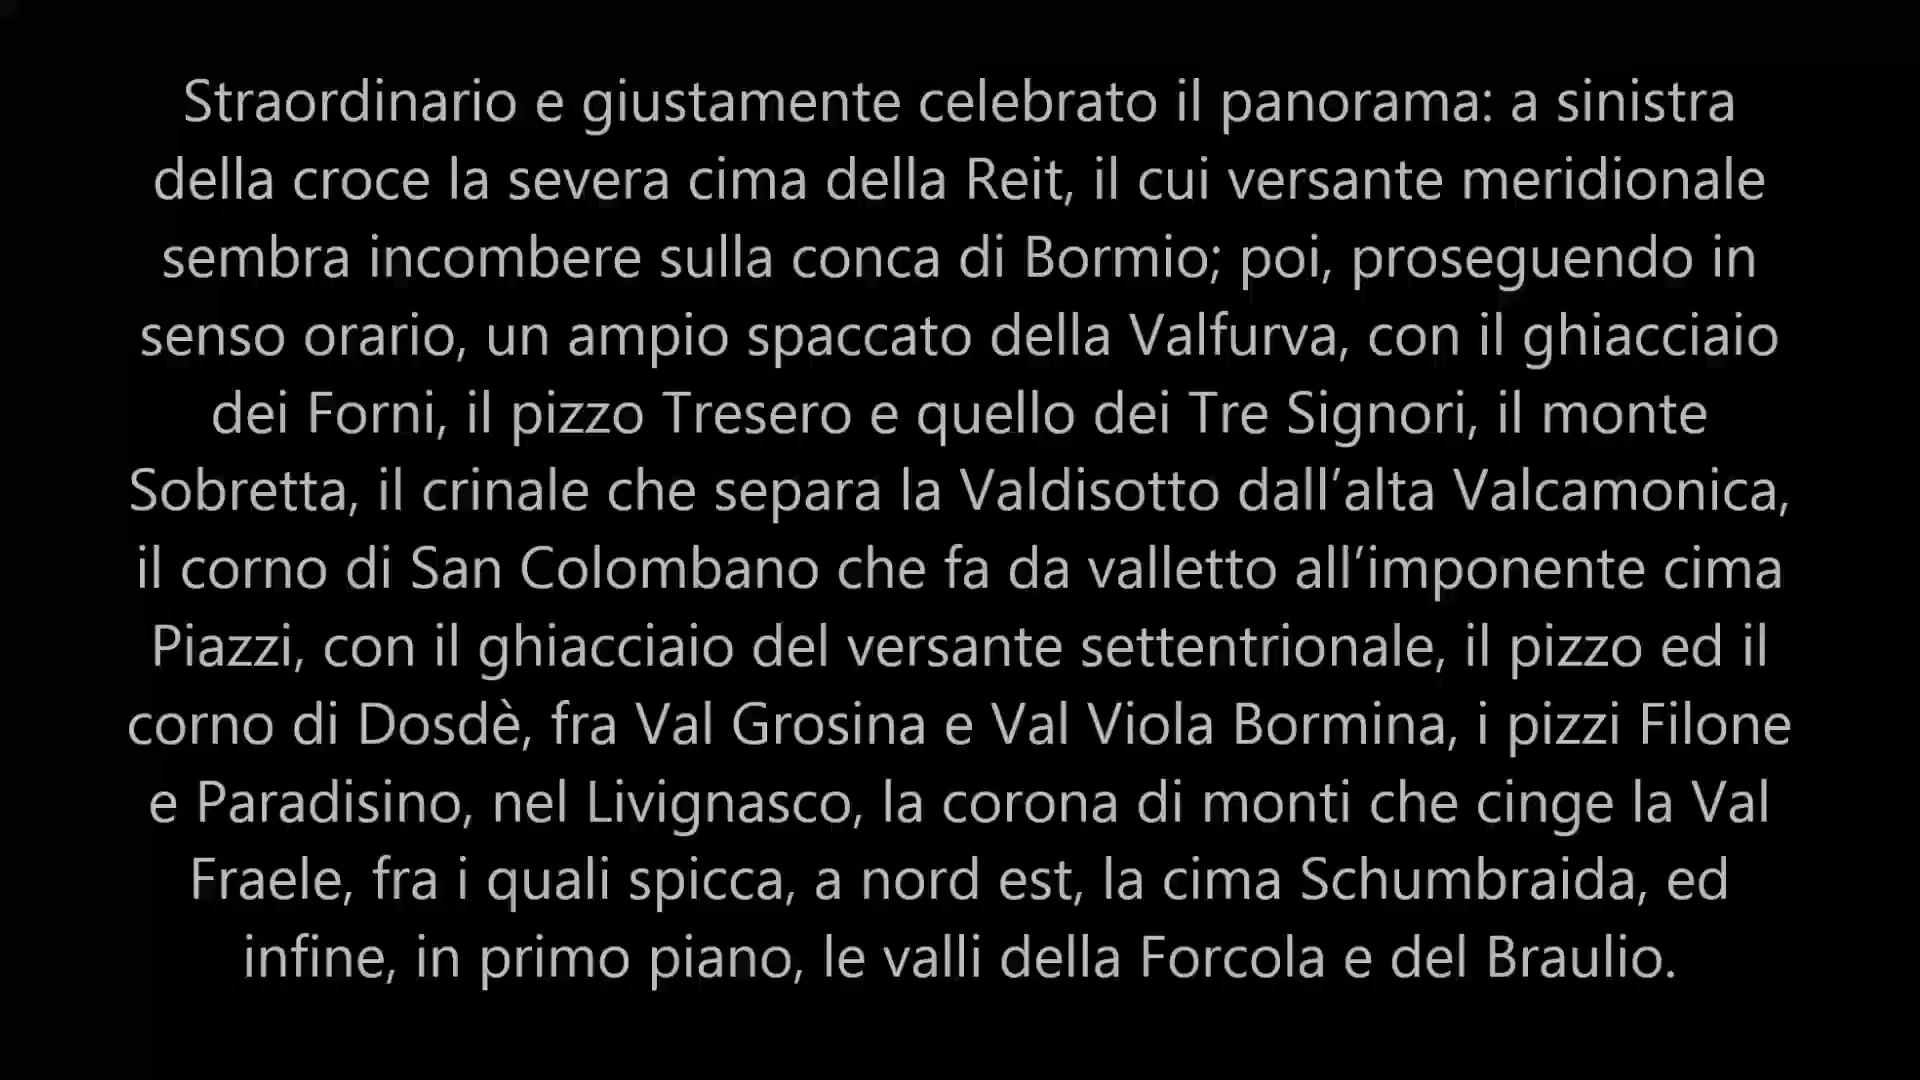 Straordinario e giustamente celebrato il panorama: a sinistra
della croce la severa cima della Reit, il cui versante meridionale
sembra incombere sulla conca di Bormio; poi, proseguendo in
senso orario, un ampio spaccato della Valfurva, con il ghiacciaio
dei Forni, il pizzo Tresero e quello dei Tre Signori, il monte
Sobretta, il crinale che separa la Valdisotto dall’alta Valcamonica,
il corno di San Colombano che fa da valletto all’imponente cima
Piazzi, con il ghiacciaio del versante settentrionale, il pizzo ed il
corno di Dosdè, fra Val Grosina e Val Viola Bormina, i pizzi Filone
e Paradisino, nel Livignasco, la corona di monti che cinge la Val
Fraele, fra i quali spicca, a nord est, la cima Schumbraida, ed
infine, in primo piano, le valli della Forcola e del Braulio.